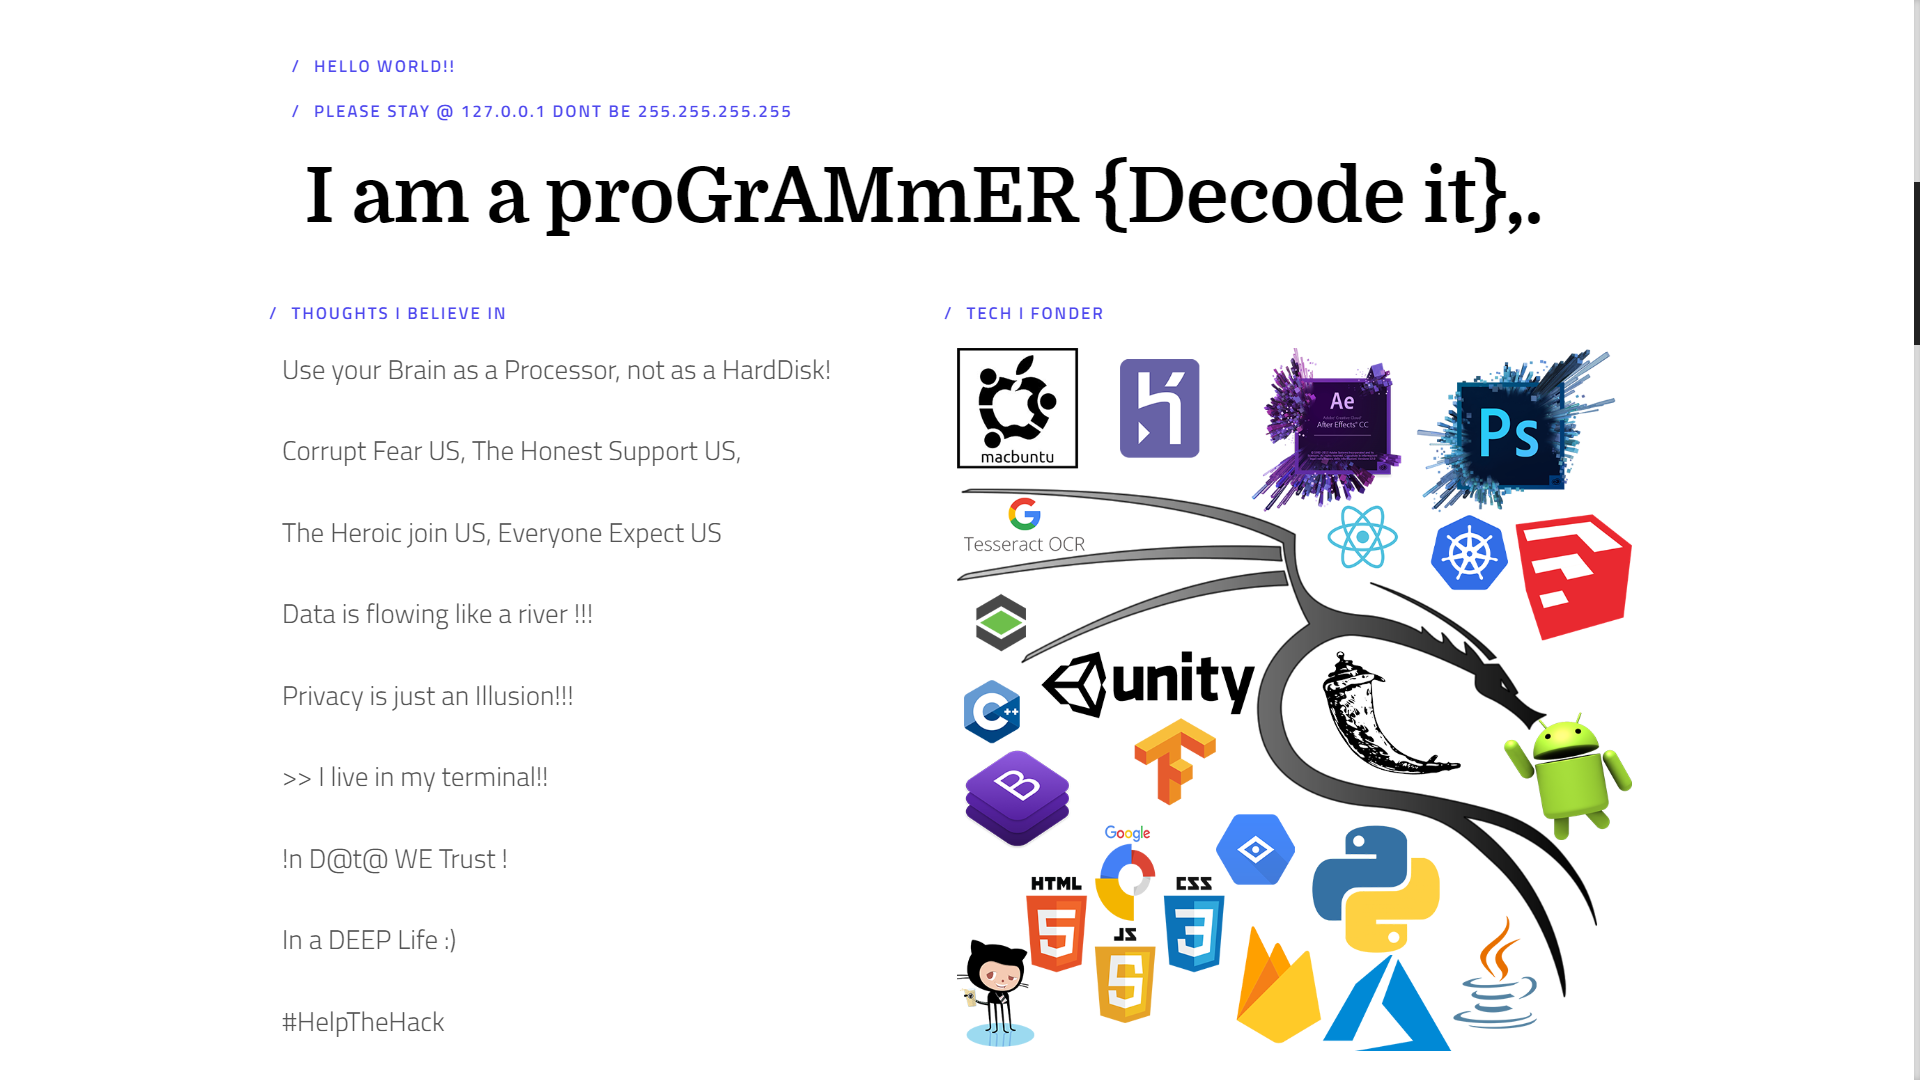 / HELLO WORLD!!
/ PLEASE STAY @ 127.0.0.1 DONT BE 255.255.255.255
I am a proGrAMmER {Decode it},.
/ THOUGHTS I BELIEVE IN
Use your Brain as a Processor, not as a HardDisk!
Corrupt Fear US, The Honest Support US,
The Heroic join US, Everyone Expect US
Data is flowing like a river !!!
Privacy is just an Illusion!!!
>> I live in my terminal!!
!n D@t@ WE Trust !
In a DEEP Life :)
#HelpTheHack
/ TECH I FONDER
macbuntu
Ae
After Effects® CC
Ps
Tesseract OCR
unity
C++
B
Google
HTML
5
CSS
3
JS
5